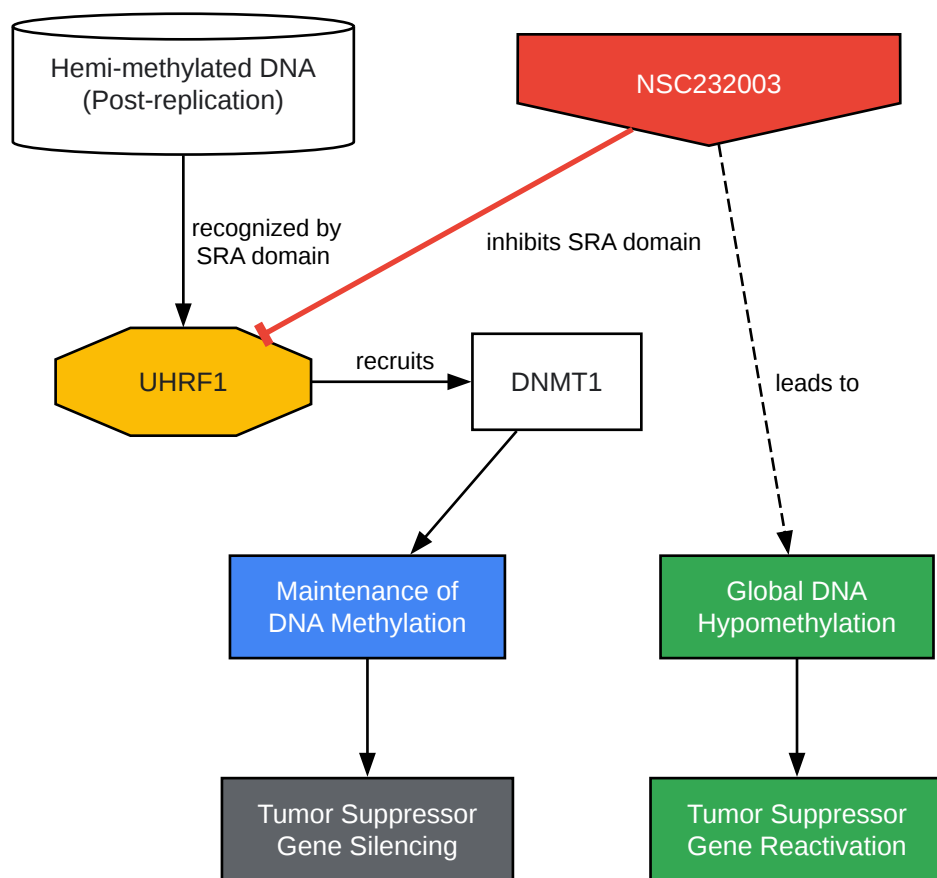 Hemi-methylated DNA
(Post-replication)
NSC232003
recognized by
SRA domain
inhibits SRA domain
UHRF1
recruits
DNMT1
leads to
Maintenance of
DNA Methylation
Global DNA
Hypomethylation
Tumor Suppressor
Gene Silencing
Tumor Suppressor
Gene Reactivation